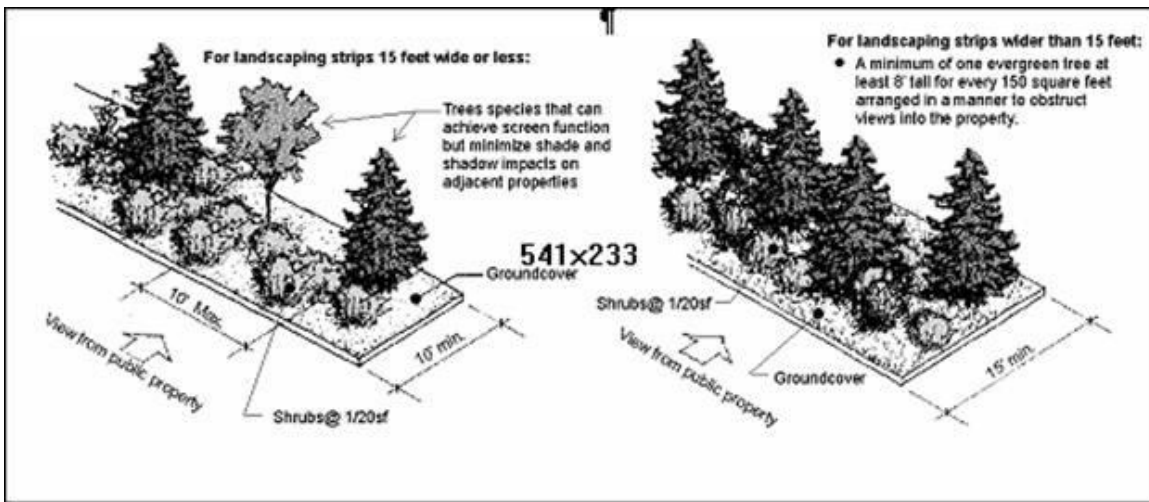 ¶
For landscaping strips 15 feet wide or less:
Trees species that can
achieve screen function
but minimize shade and
shadow impacts on
adjacent properties
541×233
Groundcover
10' Max.
View from public property
10' min.
Shrubs@ 1/20sf
For landscaping strips wider than 15 feet:
● A minimum of one evergreen tree at
least 8' tall for every 150 square feet
arranged in a manner to obstruct
views into the property.
Shrubs@ 1/20sf
View from public property
Groundcover
15' min.